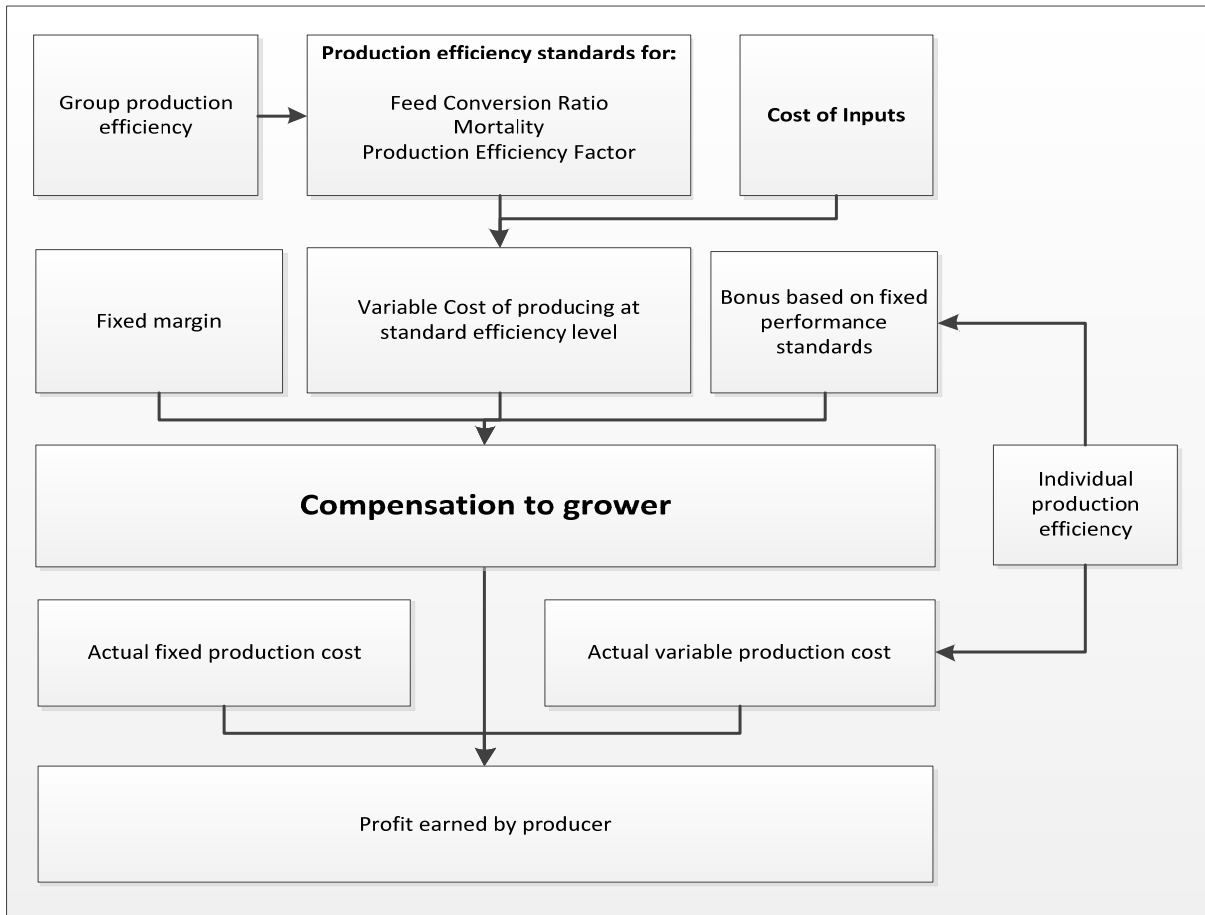 Group production
efficiency
Production efficiency standards for:
Feed Conversion Ratio
Mortality
Production Efficiency Factor
Cost of Inputs
Fixed margin
Variable Cost of producing at
standard efficiency level
Bonus based on fixed
performance
standards
Compensation to grower
Individual
production
efficiency
Actual fixed production cost
Actual variable production cost
Profit earned by producer